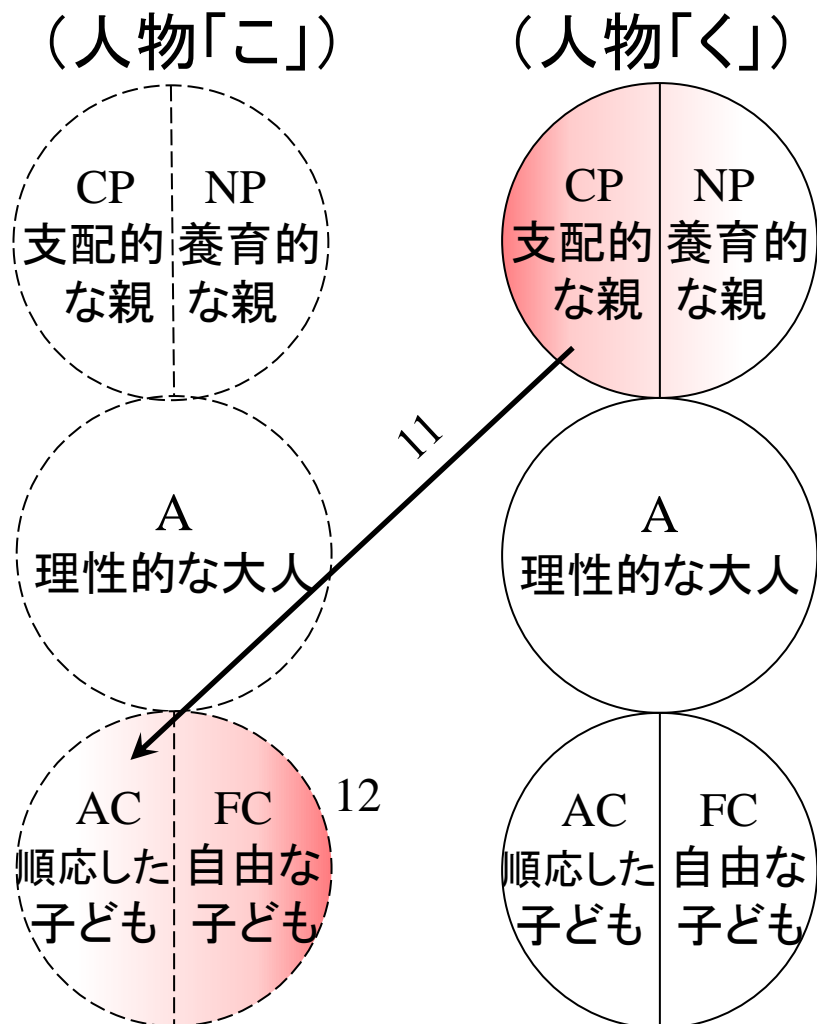 （人物「こ」）
（人物「く」）
CP
支配的
な親
NP
養育的
な親
CP
支配的
な親
NP
養育的
な親
11
A
理性的な大人
A
理性的な大人
AC
順応した
子ども
FC
自由な
子ども
12
AC
順応した
子ども
FC
自由な
子ども